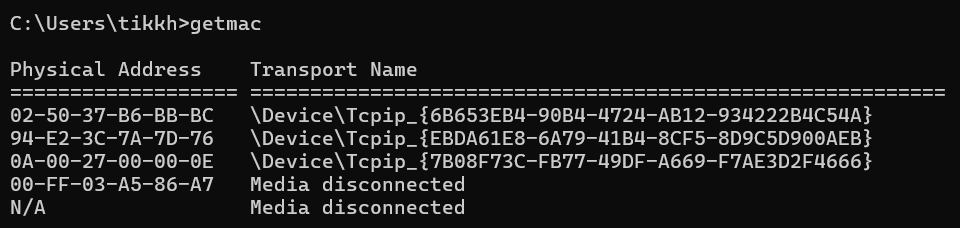 C:\Users\tikkh>getmac
Physical Address    Transport Name
=================== ==========================================================
02-50-37-B6-BB-BC   \Device\Tcpip_{6B653EB4-90B4-4724-AB12-934222B4C54A}
94-E2-3C-7A-7D-76   \Device\Tcpip_{EBDA61E8-6A79-41B4-8CF5-8D9C5D900AEB}
0A-00-27-00-00-0E   \Device\Tcpip_{7B08F73C-FB77-49DF-A669-F7AE3D2F4666}
00-FF-03-A5-86-A7   Media disconnected
N/A                 Media disconnected